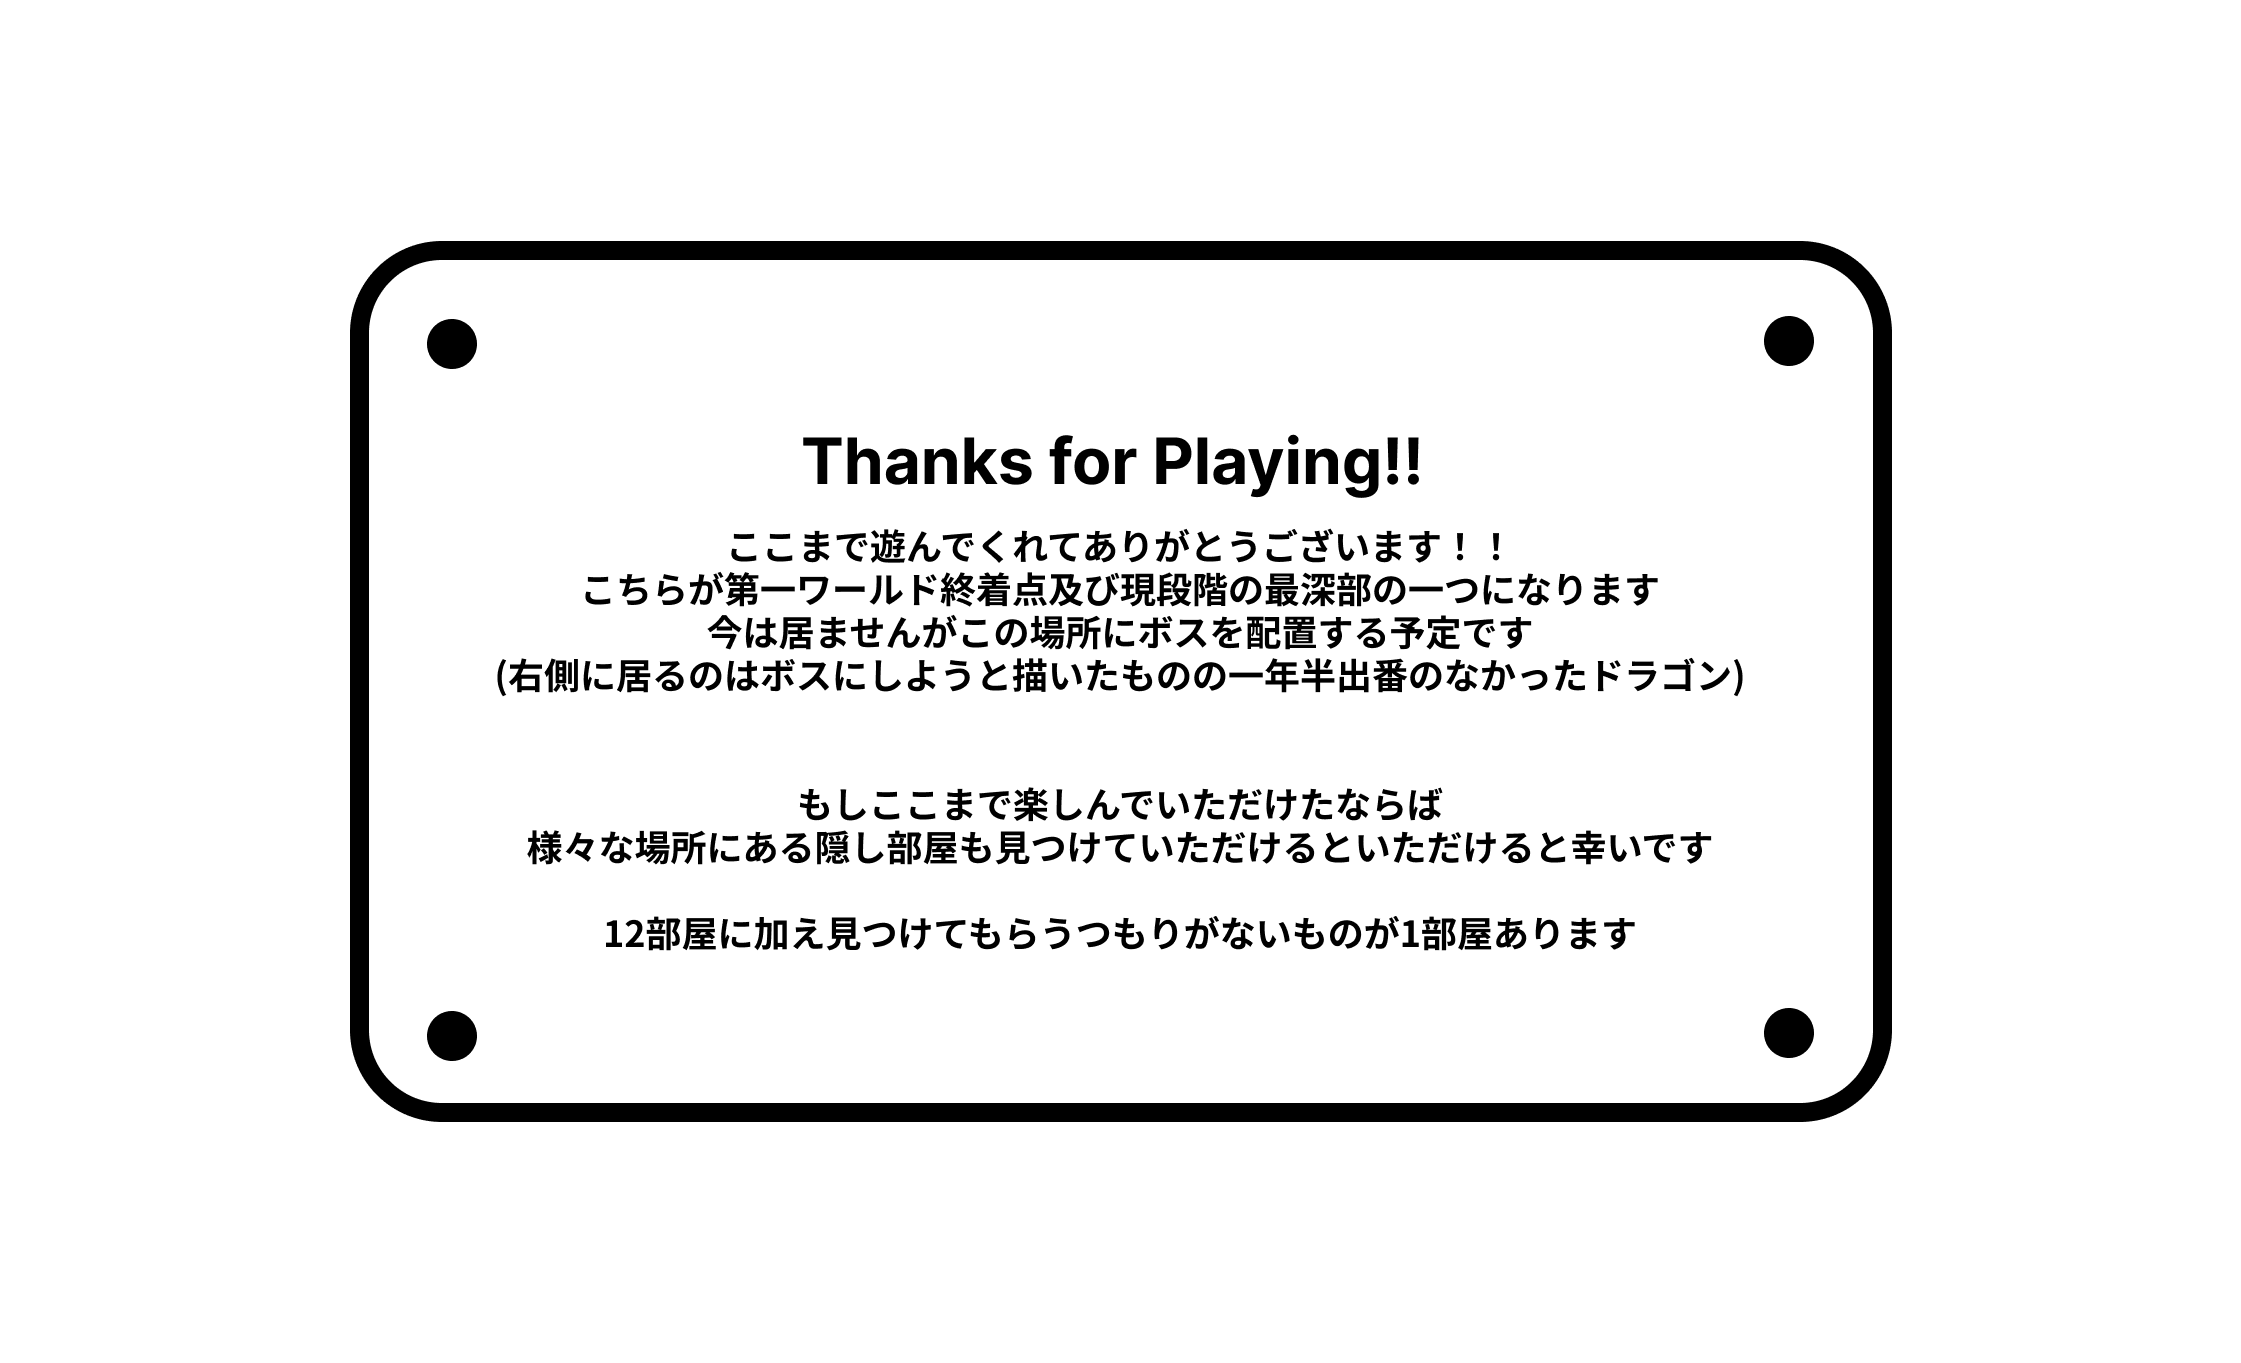 Thanks for Playing!!
ここまで遊んでくれてありがとうございます！！
こちらが第一ワールド終着点及び現段階の最深部の一つになります
今は居ませんがこの場所にボスを配置する予定です
(右側に居るのはボスにしようと描いたものの一年半出番のなかったドラゴン)
もしここまで楽しんでいただけたならば
様々な場所にある隠し部屋も見つけていただけるといただけると幸いです
12部屋に加え見つけてもらうつもりがないものが1部屋あります